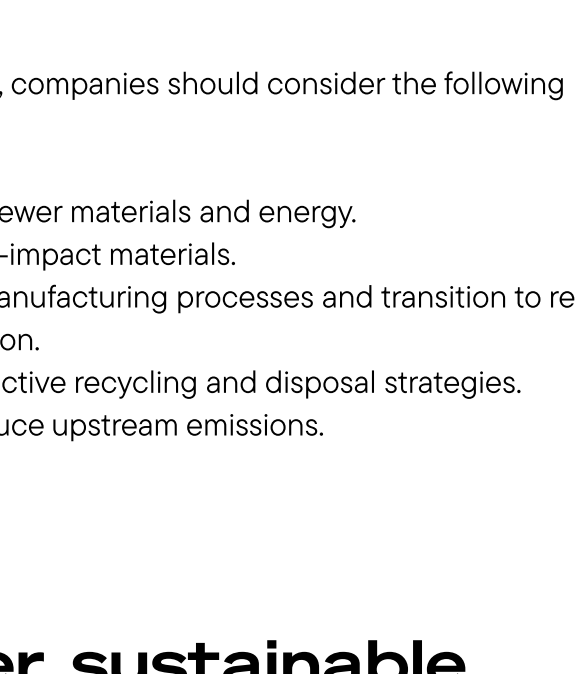 , companies should consider the following
ewer materials and energy.
-impact materials.
anufacturing processes and transition to re
on.
ctive recycling and disposal strategies.
uce upstream emissions.
er sustainable